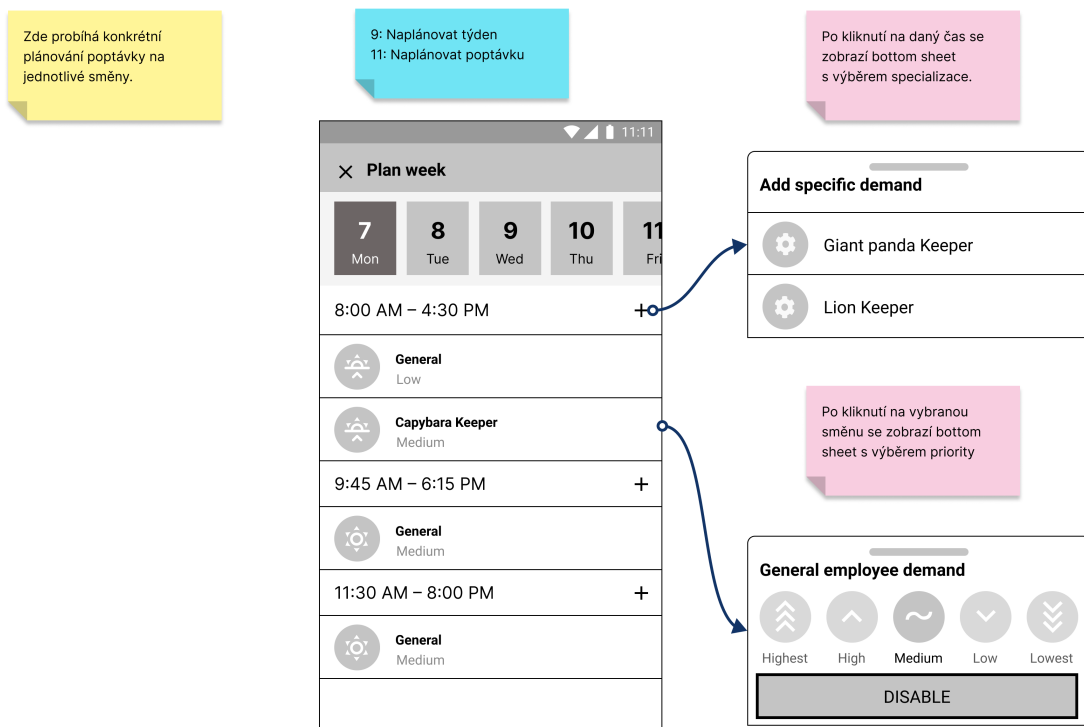 Zde probíhá konkrétní
plánování poptávky na
jednotlivé směny.
9: Naplánovat týden
11: Naplánovat poptávku
Po kliknutí na daný čas se
zobrazí bottom sheet
s výběrem specializace.
11:11
Plan week
7
Mon
8
Tue
9
Wed
10
Thu
11
Fri
8:00 AM – 4:30 PM
General
Low
Capybara Keeper
Medium
9:45 AM – 6:15 PM
General
Medium
11:30 AM – 8:00 PM
General
Medium
Add specific demand
Giant panda Keeper
Lion Keeper
Po kliknutí na vybranou
směnu se zobrazí bottom
sheet s výběrem priority
General employee demand
Highest High Medium Low Lowest
DISABLE